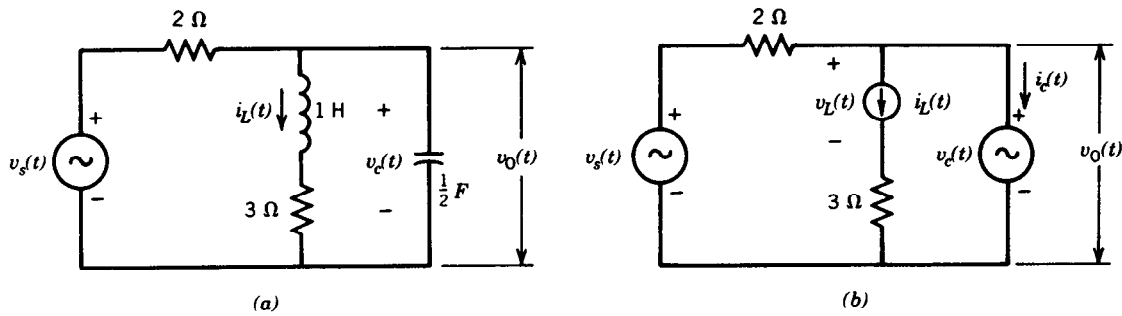 2 Ω
i_L(t)
1 H
+
+
v_s(t)
v_c(t)
v_0(t)
1/2 F
−
3 Ω
−
(a)
2 Ω
+
i_c(t)
v_L(t)
i_L(t)
+
+
v_s(t)
−
v_c(t)
v_0(t)
−
3 Ω
−
(b)